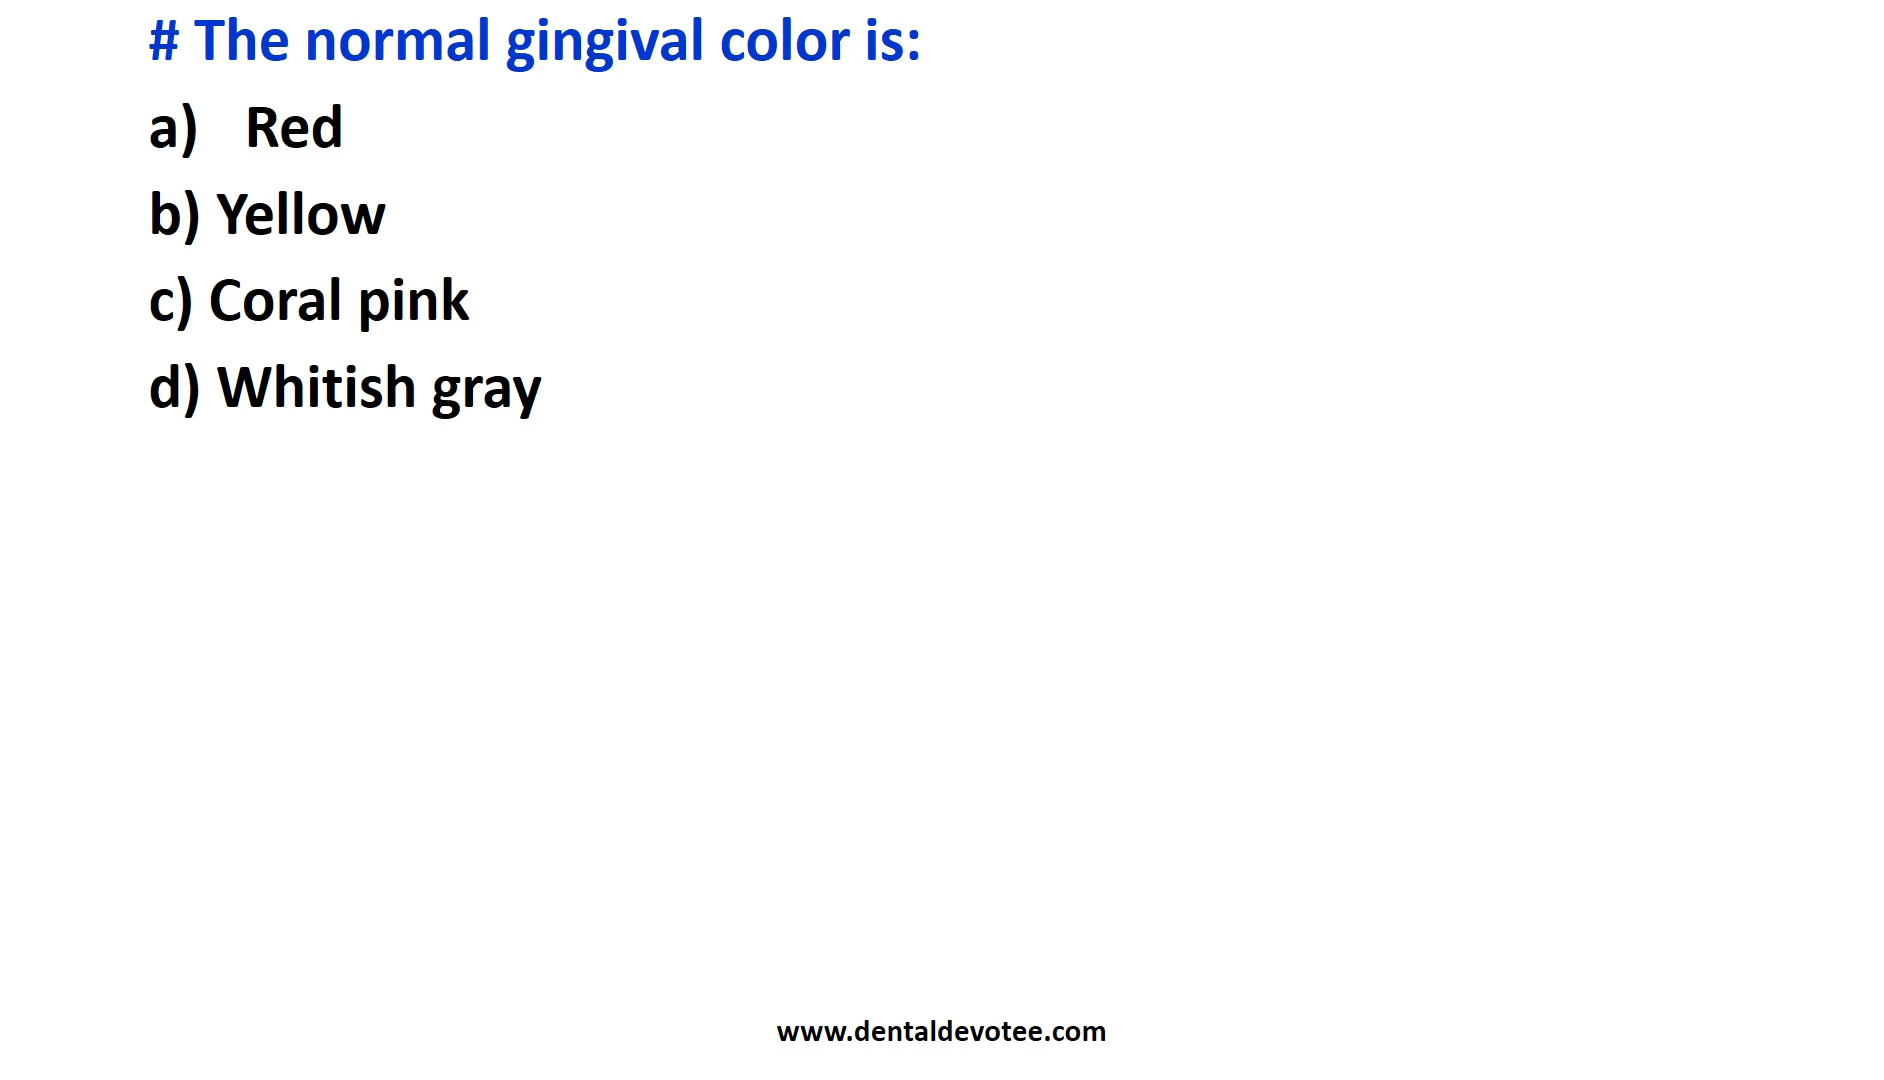 # The normal gingival color is:
a) Red
b) Yellow
c) Coral pink
d) Whitish gray
www.dentaldevotee.com